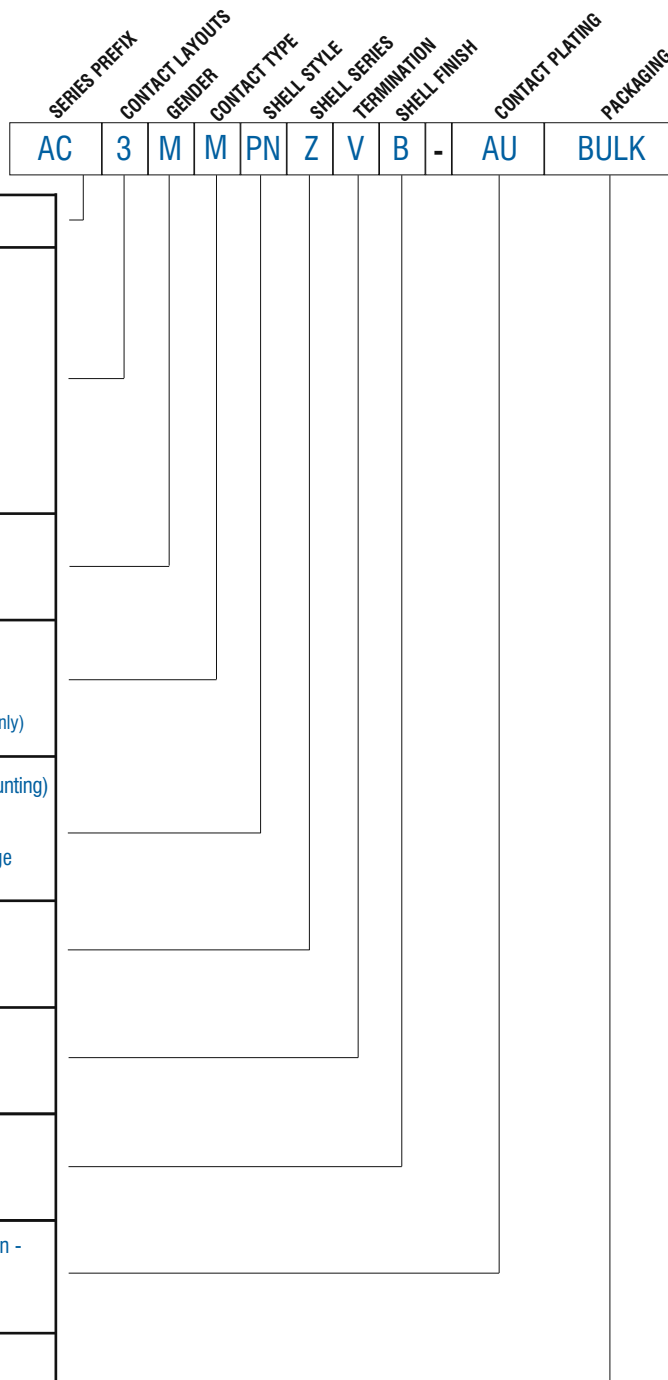 SERIES PREFIX
CONTACT LAYOUTS
GENDER
CONTACT TYPE
SHELL STYLE
SHELL SERIES
TERMINATION
SHELL FINISH
CONTACT PLATING
PACKAGING
AC 3 M M PN Z V B - AU BULK
nly)
unting)
ge
n -